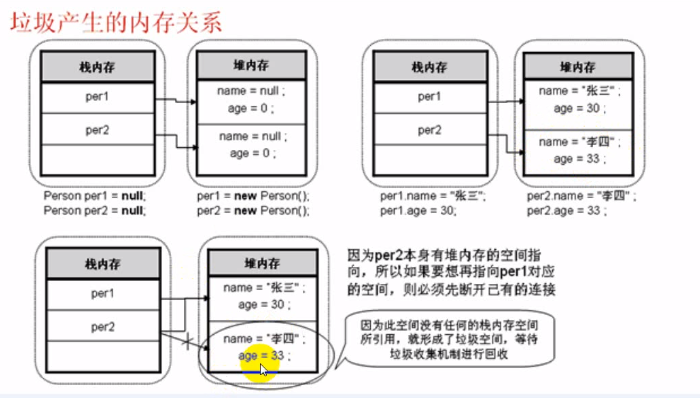 垃圾产生的内存关系
栈内存
堆内存
per1
name = null ;
age = 0 ;
per2
name = null ;
age = 0 ;
Person per1 = null;
Person per2 = null;
per1 = new Person();
per2 = new Person();
栈内存
堆内存
per1
name = "张三" ;
age = 30 ;
per2
name = "李四" ;
age = 33 ;
per1.name = "张三";
per1.age = 30;
per2.name = "李四" ;
per2.age = 33 ;
栈内存
堆内存
per1
name = "张三" ;
age = 30 ;
per2
name = "李四" ;
age = 33 ;
因为per2本身有堆内存的空间指
向，所以如果要想再指向per1对应
的空间，则必须先断开已有的连接
因为此空间没有任何的栈内存空间
所引用，就形成了垃圾空间，等待
垃圾收集机制进行回收